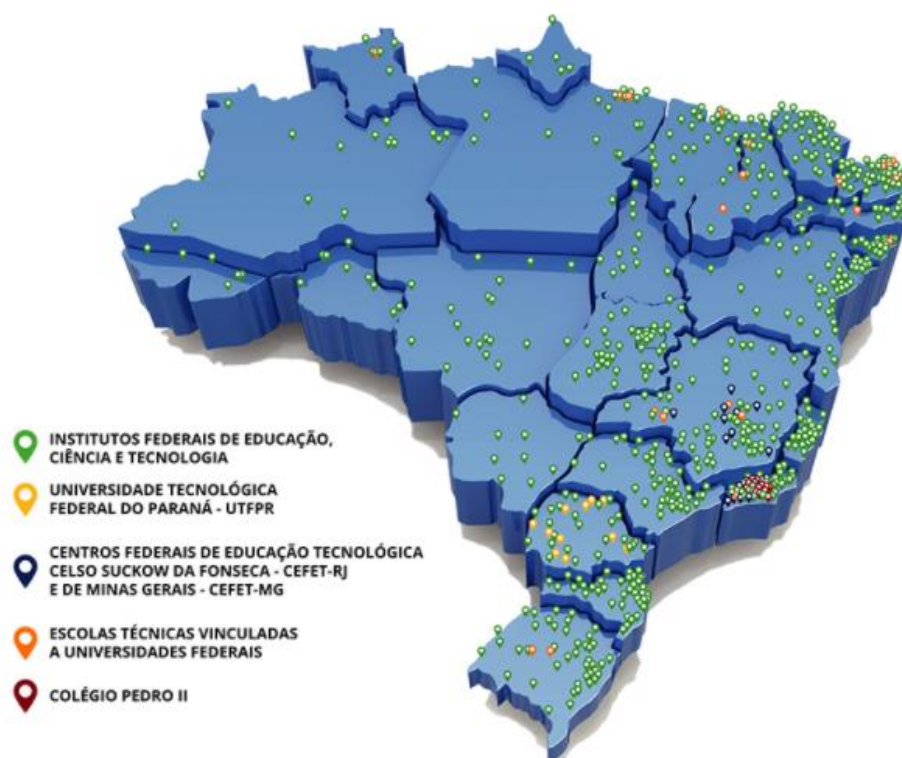 INSTITUTOS FEDERAIS DE EDUCAÇÃO,
CIÊNCIA E TECNOLOGIA
UNIVERSIDADE TECNOLÓGICA
FEDERAL DO PARANÁ - UTFPR
CENTROS FEDERAIS DE EDUCAÇÃO TECNOLÓGICA
CELSO SUCKOW DA FONSECA - CEFET-RJ
E DE MINAS GERAIS - CEFET-MG
ESCOLAS TÉCNICAS VINCULADAS
A UNIVERSIDADES FEDERAIS
COLÉGIO PEDRO II